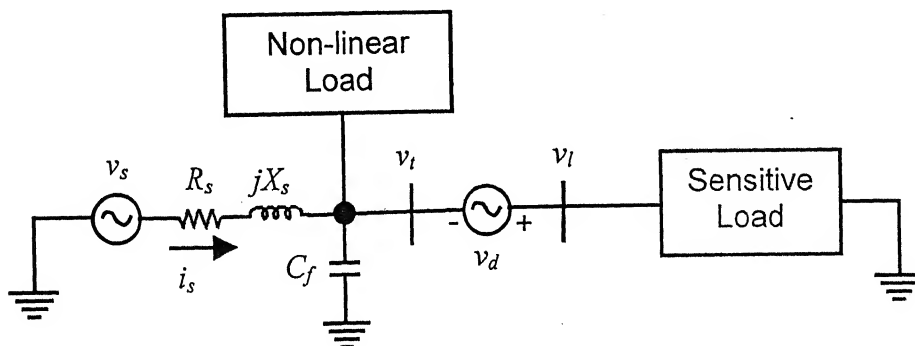 Non-linear
Load
v_s
R_s
jX_s
v_t
v_l
Sensitive
Load
i_s
C_f
-
+
v_d